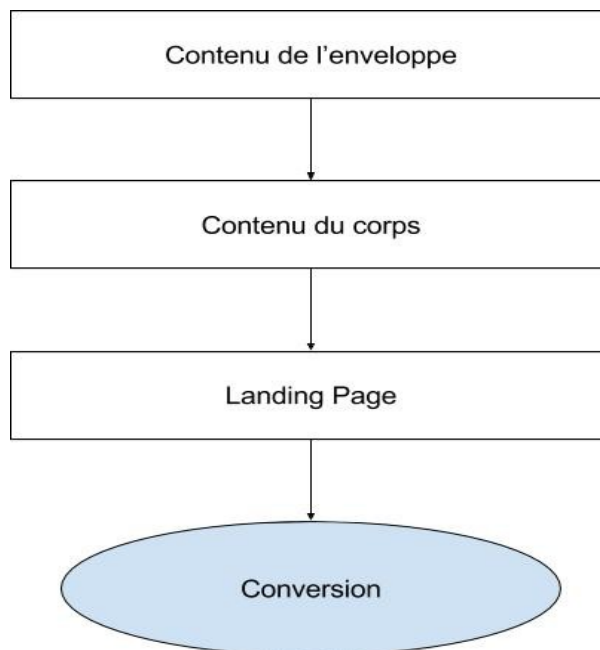 Contenu de l’enveloppe
Contenu du corps
Landing Page
Conversion